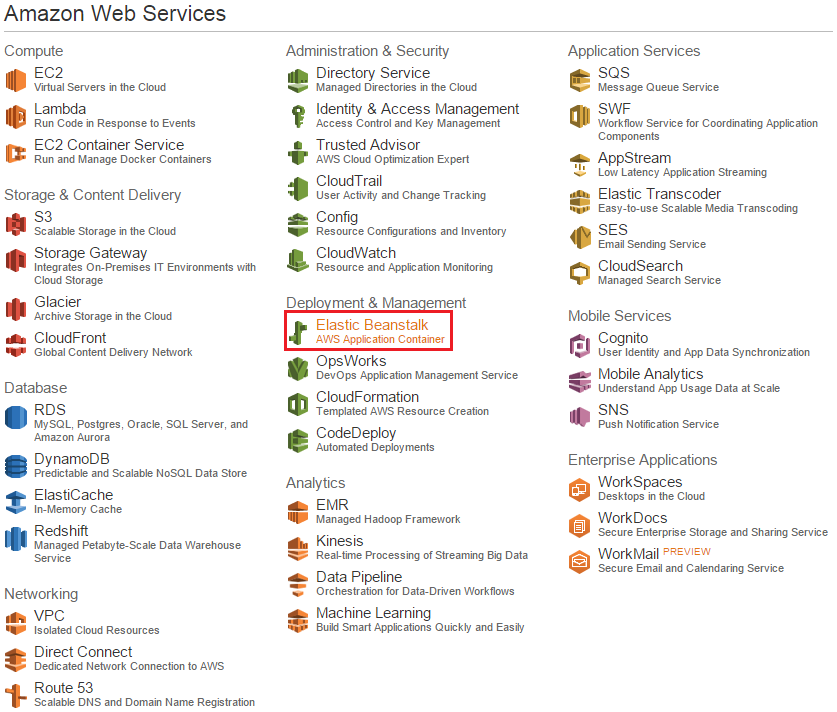 Amazon Web Services
Compute
EC2
Virtual Servers in the Cloud
Lambda
Run Code in Response to Events
EC2 Container Service
Run and Manage Docker Containers
Storage & Content Delivery
S3
Scalable Storage in the Cloud
Storage Gateway
Integrates On-Premises IT Environments with
Cloud Storage
Glacier
Archive Storage in the Cloud
CloudFront
Global Content Delivery Network
Database
RDS
MySQL, Postgres, Oracle, SQL Server, and
Amazon Aurora
DynamoDB
Predictable and Scalable NoSQL Data Store
ElastiCache
In-Memory Cache
Redshift
Managed Petabyte-Scale Data Warehouse
Service
Networking
VPC
Isolated Cloud Resources
Direct Connect
Dedicated Network Connection to AWS
Route 53
Scalable DNS and Domain Name Registration
Administration & Security
Directory Service
Managed Directories in the Cloud
Identity & Access Management
Access Control and Key Management
Trusted Advisor
AWS Cloud Optimization Expert
CloudTrail
User Activity and Change Tracking
Config
Resource Configurations and Inventory
CloudWatch
Resource and Application Monitoring
Deployment & Management
Elastic Beanstalk
AWS Application Container
OpsWorks
DevOps Application Management Service
CloudFormation
Templated AWS Resource Creation
CodeDeploy
Automated Deployments
Analytics
EMR
Managed Hadoop Framework
Kinesis
Real-time Processing of Streaming Big Data
Data Pipeline
Orchestration for Data-Driven Workflows
Machine Learning
Build Smart Applications Quickly and Easily
Application Services
SQS
Message Queue Service
SWF
Workflow Service for Coordinating Application
Components
AppStream
Low Latency Application Streaming
Elastic Transcoder
Easy-to-use Scalable Media Transcoding
SES
Email Sending Service
CloudSearch
Managed Search Service
Mobile Services
Cognito
User Identity and App Data Synchronization
Mobile Analytics
Understand App Usage Data at Scale
SNS
Push Notification Service
Enterprise Applications
WorkSpaces
Desktops in the Cloud
WorkDocs
Secure Enterprise Storage and Sharing Service
WorkMail PREVIEW
Secure Email and Calendaring Service